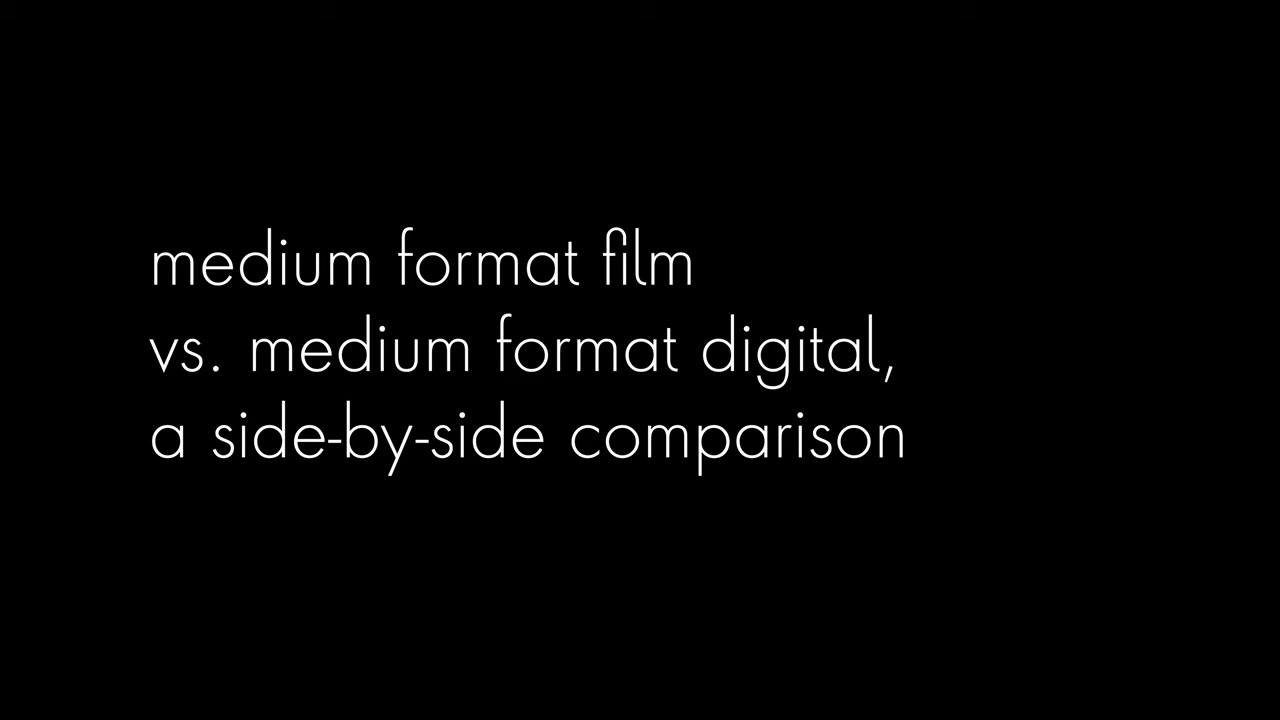 medium format film
vs. medium format digital,
a side-by-side comparison